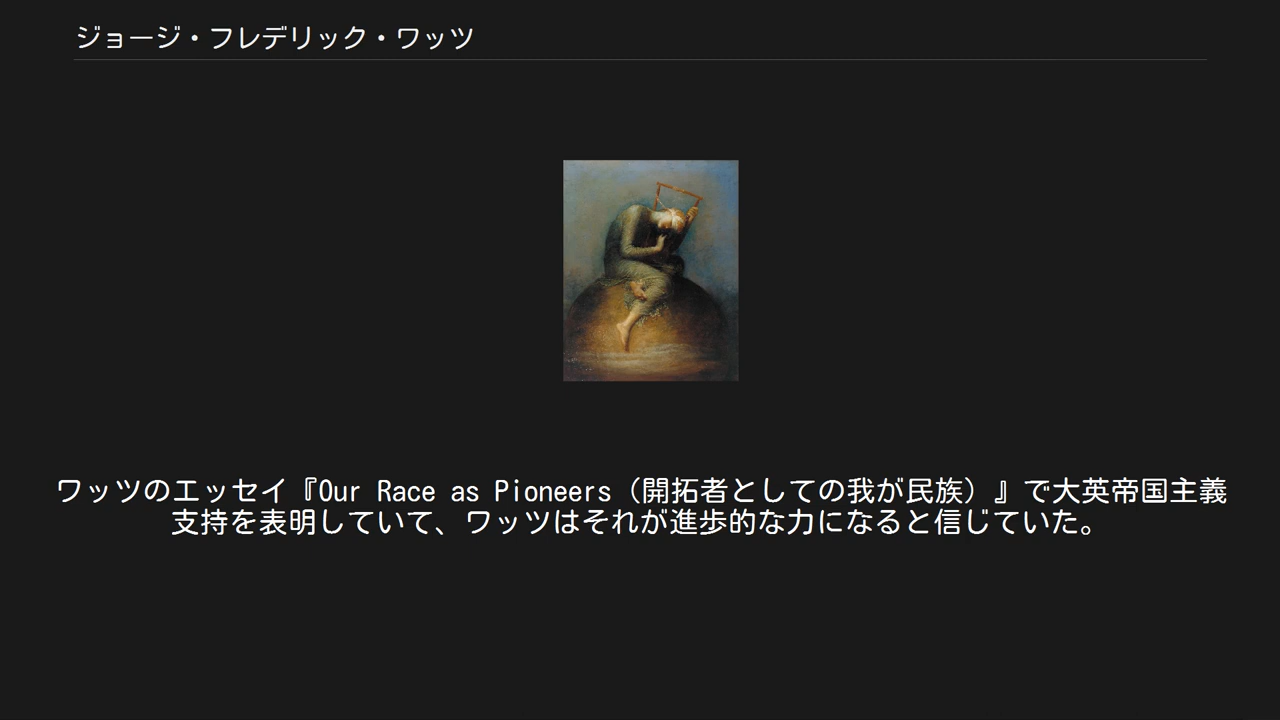 ジョージ・フレデリック・ワッツ
ワッツのエッセイ『Our Race as Pioneers（開拓者としての我が民族）』で大英帝国主義
支持を表明していて、ワッツはそれが進歩的な力になると信じていた。